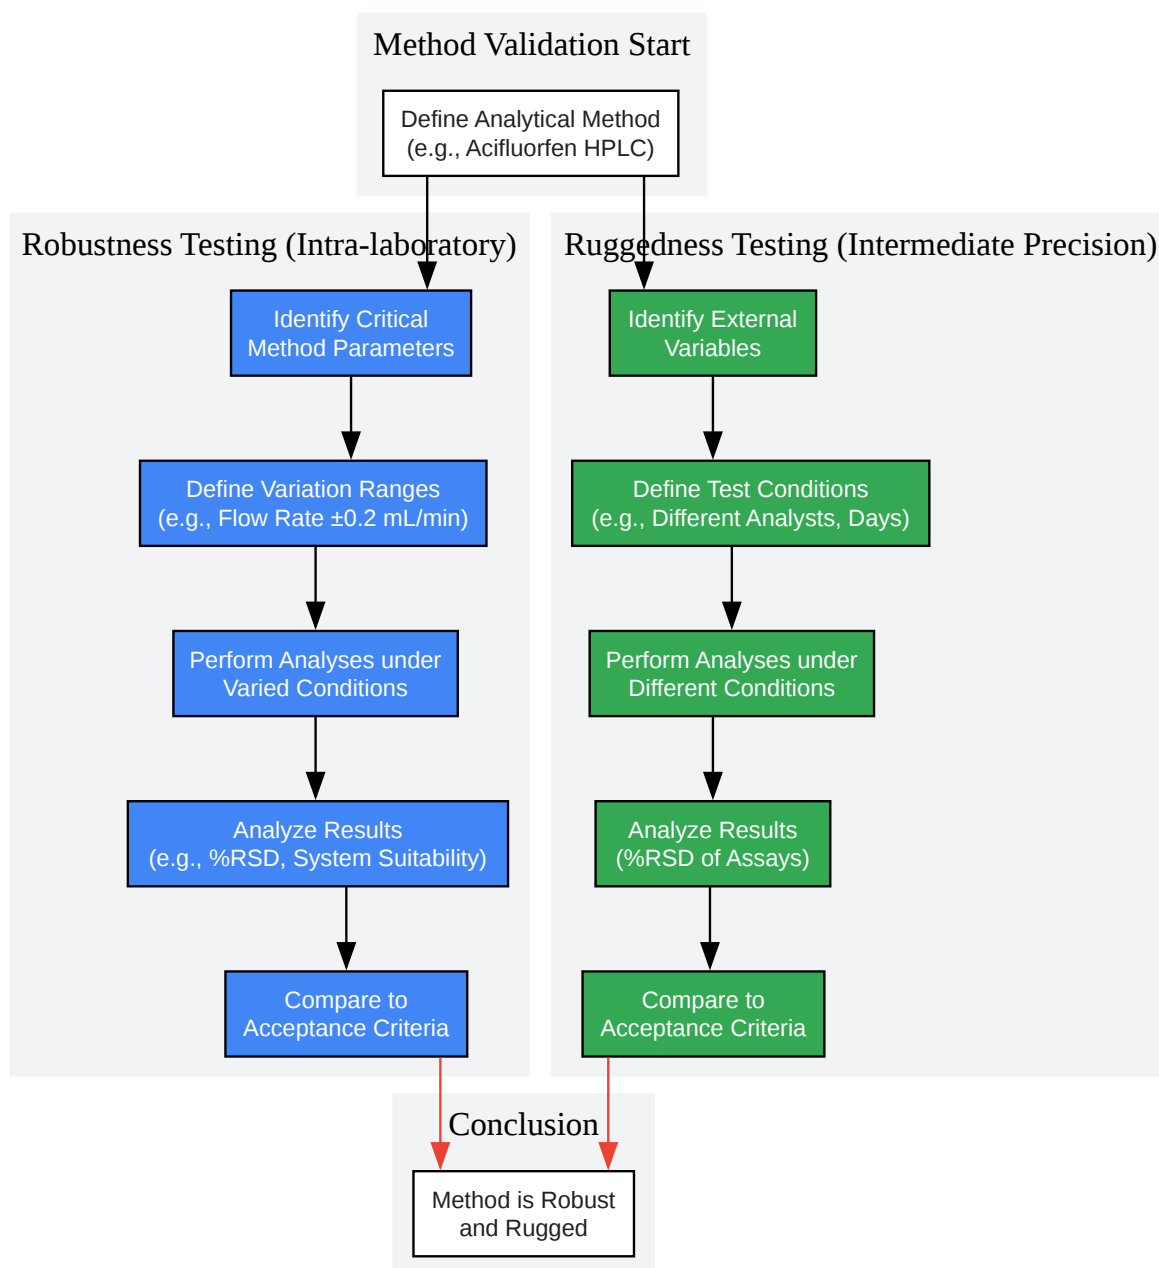 Method Validation Start
Define Analytical Method
(e.g., Acifluorfen HPLC)
Robustness Testing (Intra-laboratory)
Identify Critical
Method Parameters
Define Variation Ranges
(e.g., Flow Rate ±0.2 mL/min)
Perform Analyses under
Varied Conditions
Analyze Results
(e.g., %RSD, System Suitability)
Compare to
Acceptance Criteria
Ruggedness Testing (Intermediate Precision)
Identify External
Variables
Define Test Conditions
(e.g., Different Analysts, Days)
Perform Analyses under
Different Conditions
Analyze Results
(%RSD of Assays)
Compare to
Acceptance Criteria
Conclusion
Method is Robust
and Rugged